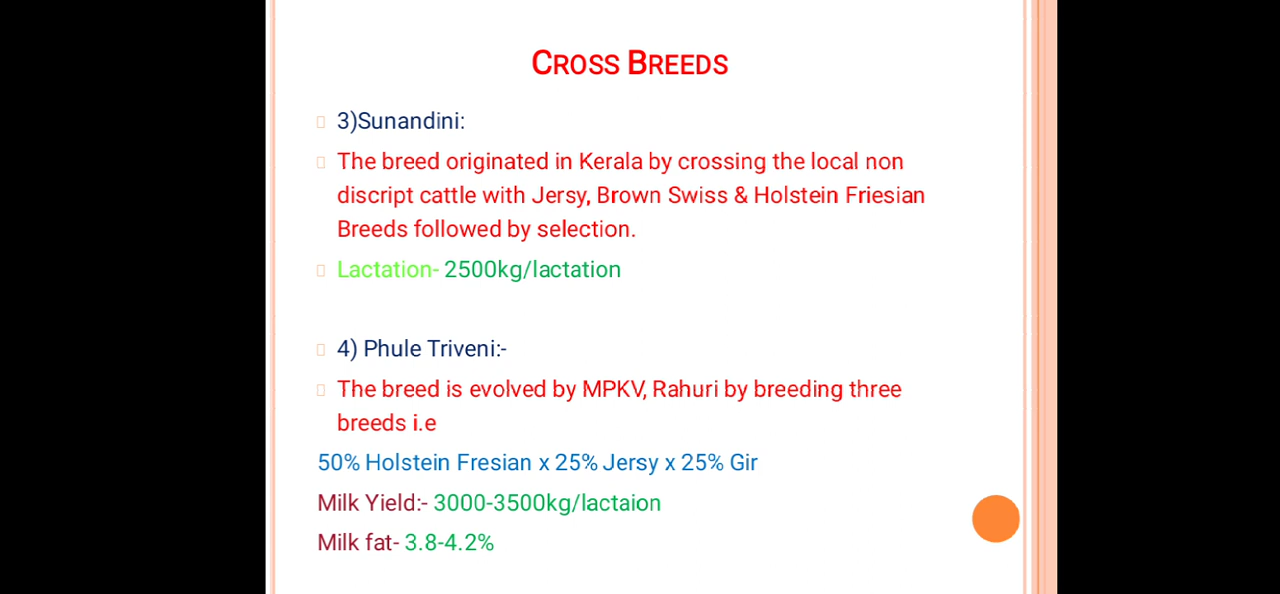 CROSS BREEDS
3)Sunandini:
The breed originated in Kerala by crossing the local non
discript cattle with Jersy, Brown Swiss & Holstein Friesian
Breeds followed by selection.
Lactation- 2500kg/lactation
4) Phule Triveni:-
The breed is evolved by MPKV, Rahuri by breeding three
breeds i.e
50% Holstein Fresian x 25% Jersy x 25% Gir
Milk Yield:- 3000-3500kg/lactaion
Milk fat- 3.8-4.2%